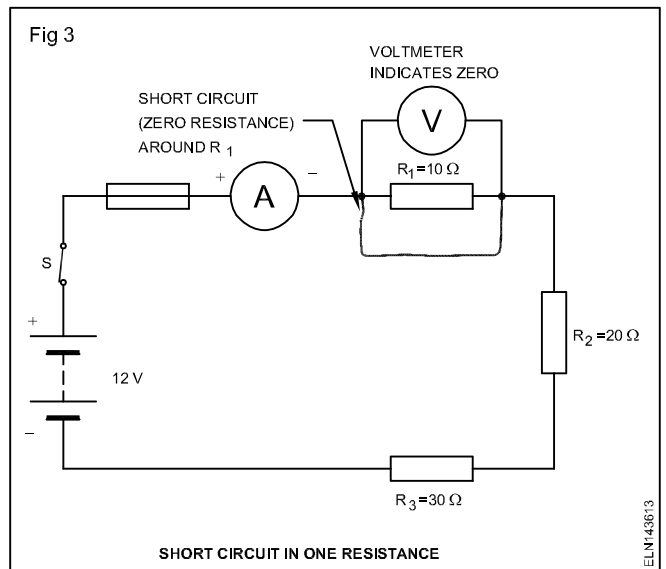 Fig 3
VOLTMETER
INDICATES ZERO
SHORT CIRCUIT
(ZERO RESISTANCE)
AROUND R 1
V
R1=10 Ω
+
A
–
S
+
12 V
–
R2=20 Ω
R3=30 Ω
SHORT CIRCUIT IN ONE RESISTANCE
ELN143613